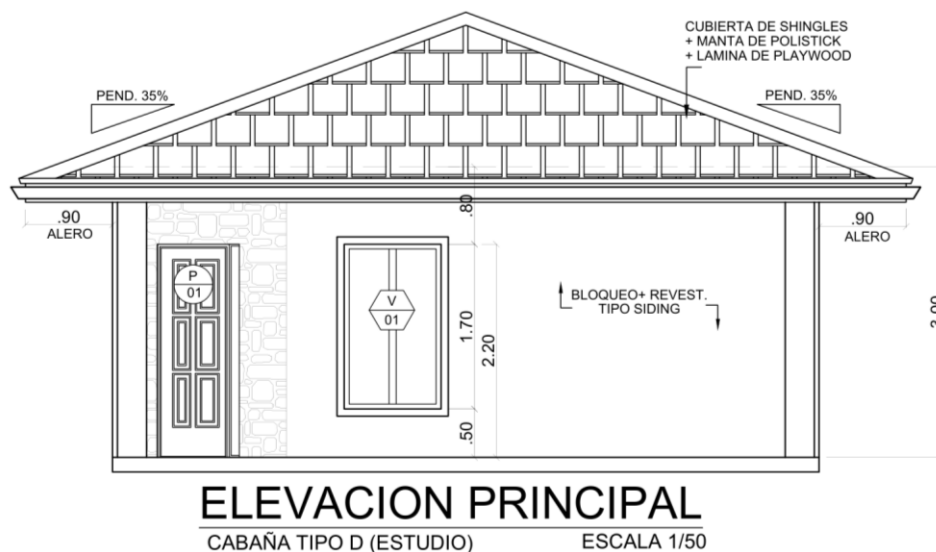 CUBIERTA DE SHINGLES
+ MANTA DE POLISTICK
+ LAMINA DE PLAYWOOD
PEND. 35%
PEND. 35%
.80
.90
ALERO
.90
ALERO
P
01
V
01
BLOQUEO+ REVEST.
TIPO SIDING
1.70
2.20
.50
ELEVACION PRINCIPAL
CABAÑA TIPO D (ESTUDIO)
ESCALA 1/50